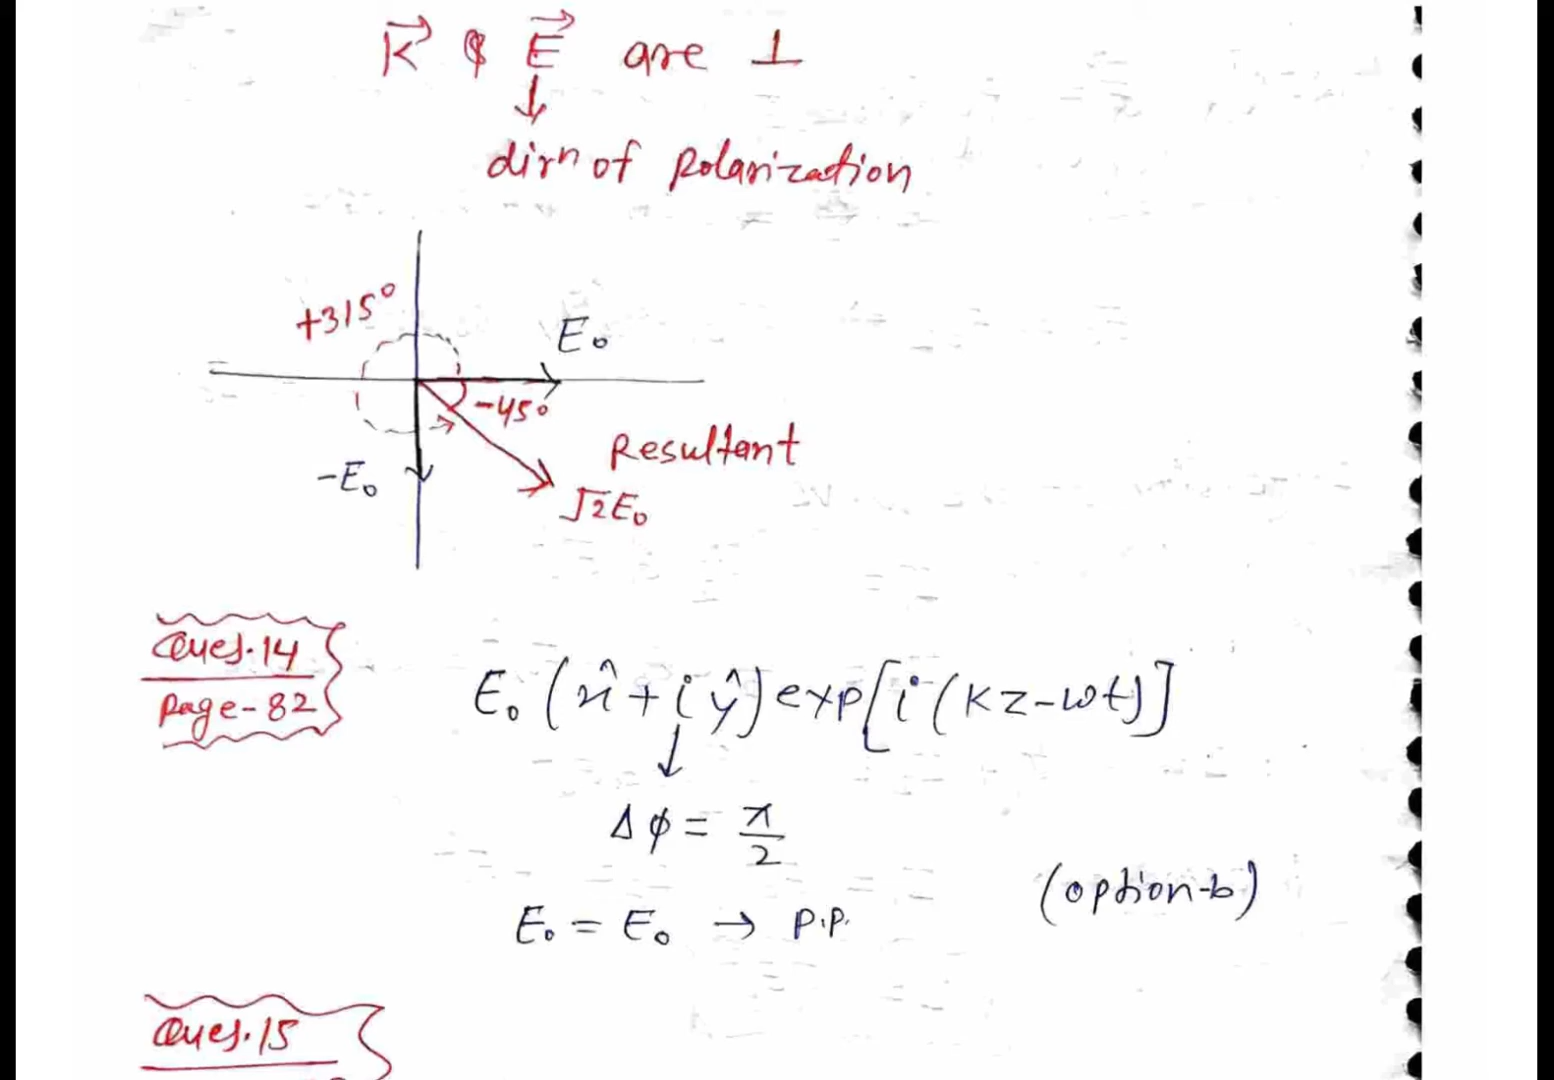 K⃗ & E⃗ are ⊥
↓
dirn of polarization
+315°
E₀
-45°
Resultant
-E₀
√2E₀
Ques.14
Page-82
E₀(x̂+iŷ)exp[i(kz-ωt)]
↓
Δφ = π/2
(option-b)
E₀ = E₀ → P.P.
Ques.15